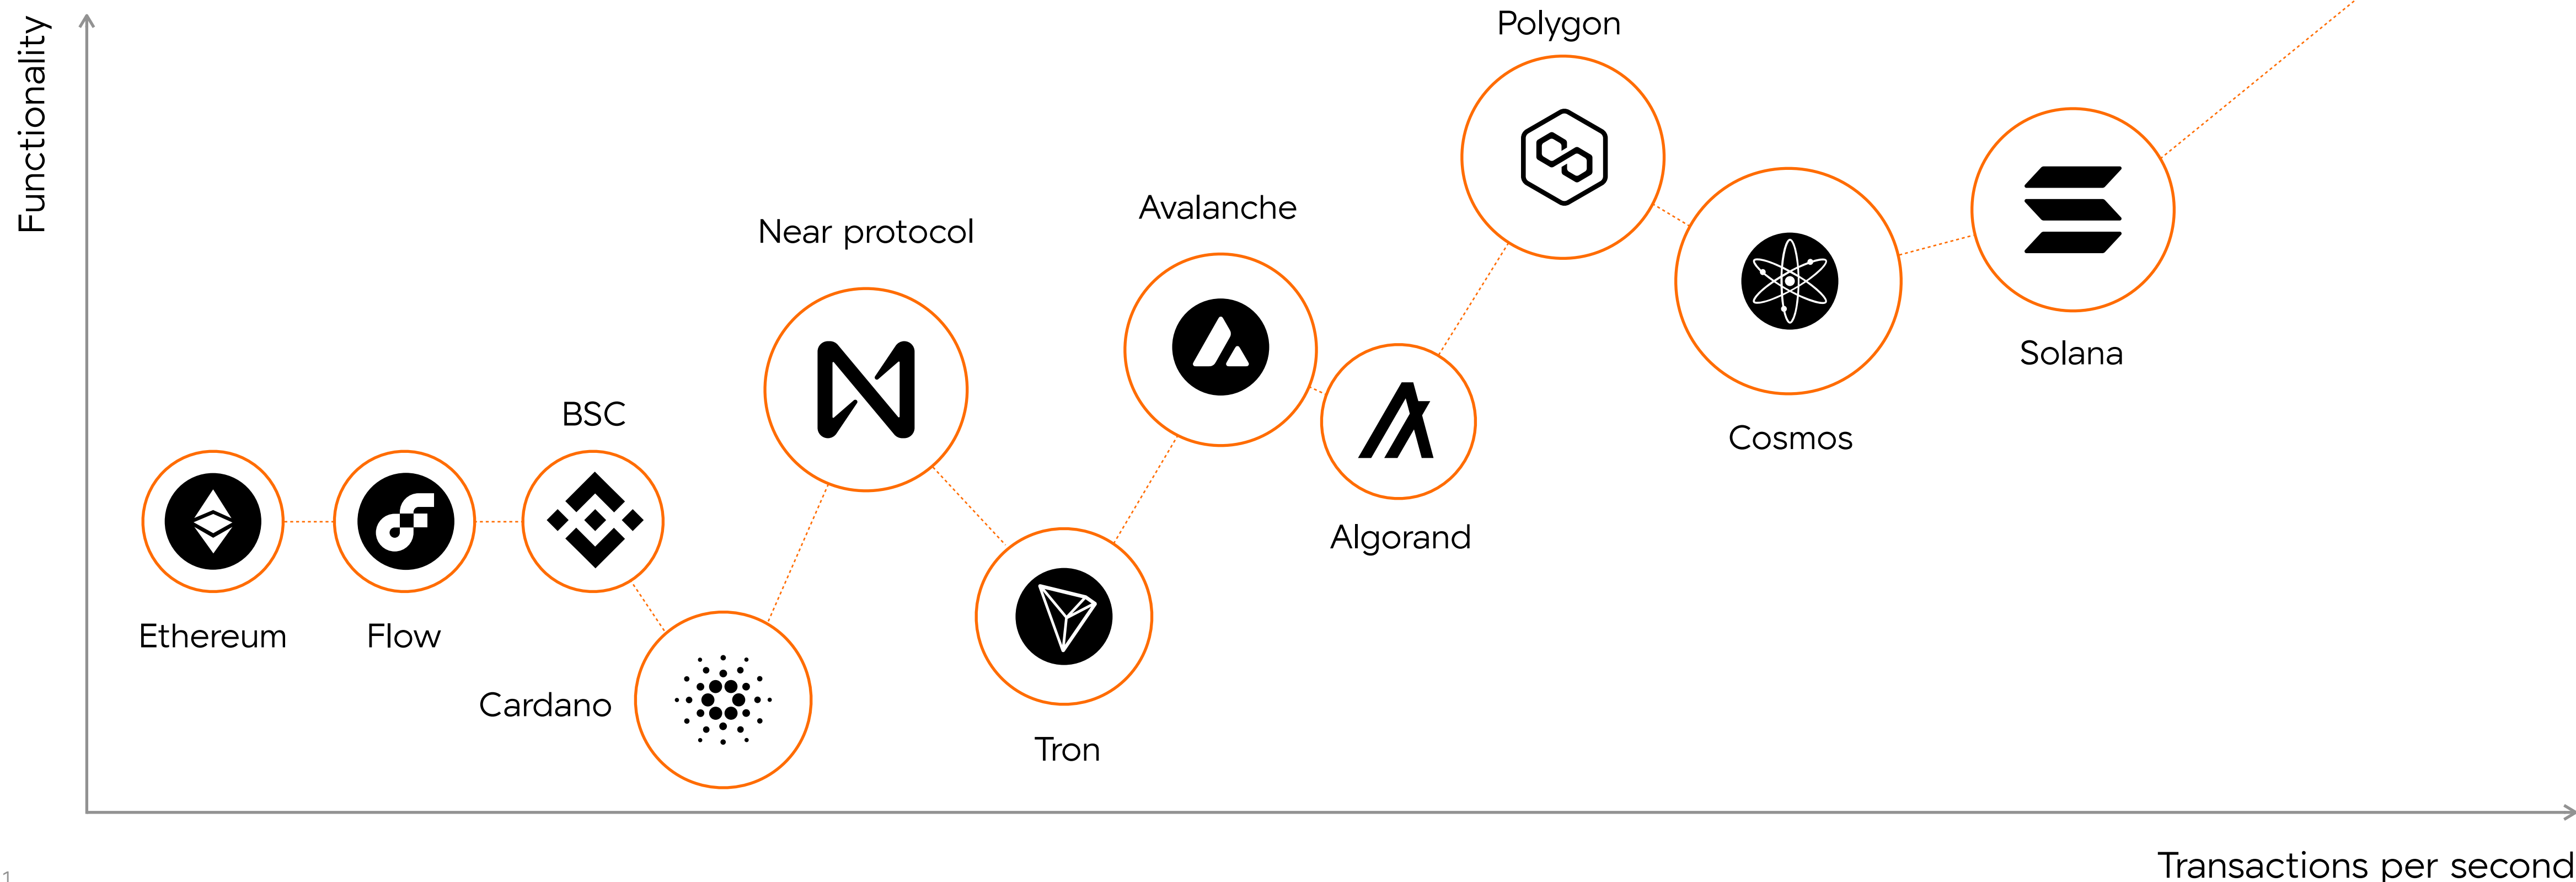 Functionality
Polygon
Avalanche
Near protocol
Solana
BSC
Cosmos
Algorand
Ethereum
Flow
Cardano
Tron
Transactions per second
1